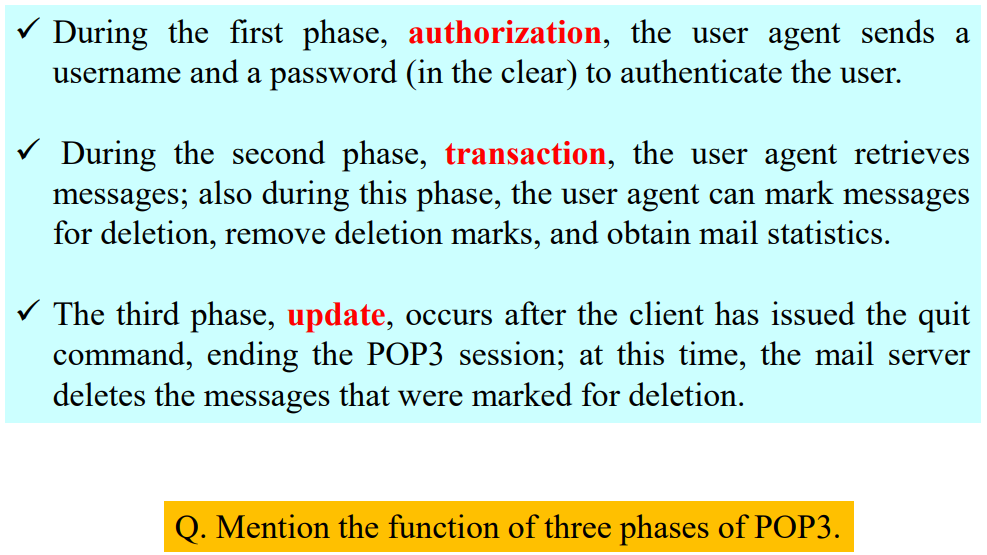 ✓ During the first phase, authorization, the user agent sends a
username and a password (in the clear) to authenticate the user.
✓ During the second phase, transaction, the user agent retrieves
messages; also during this phase, the user agent can mark messages
for deletion, remove deletion marks, and obtain mail statistics.
✓ The third phase, update, occurs after the client has issued the quit
command, ending the POP3 session; at this time, the mail server
deletes the messages that were marked for deletion.
Q. Mention the function of three phases of POP3.